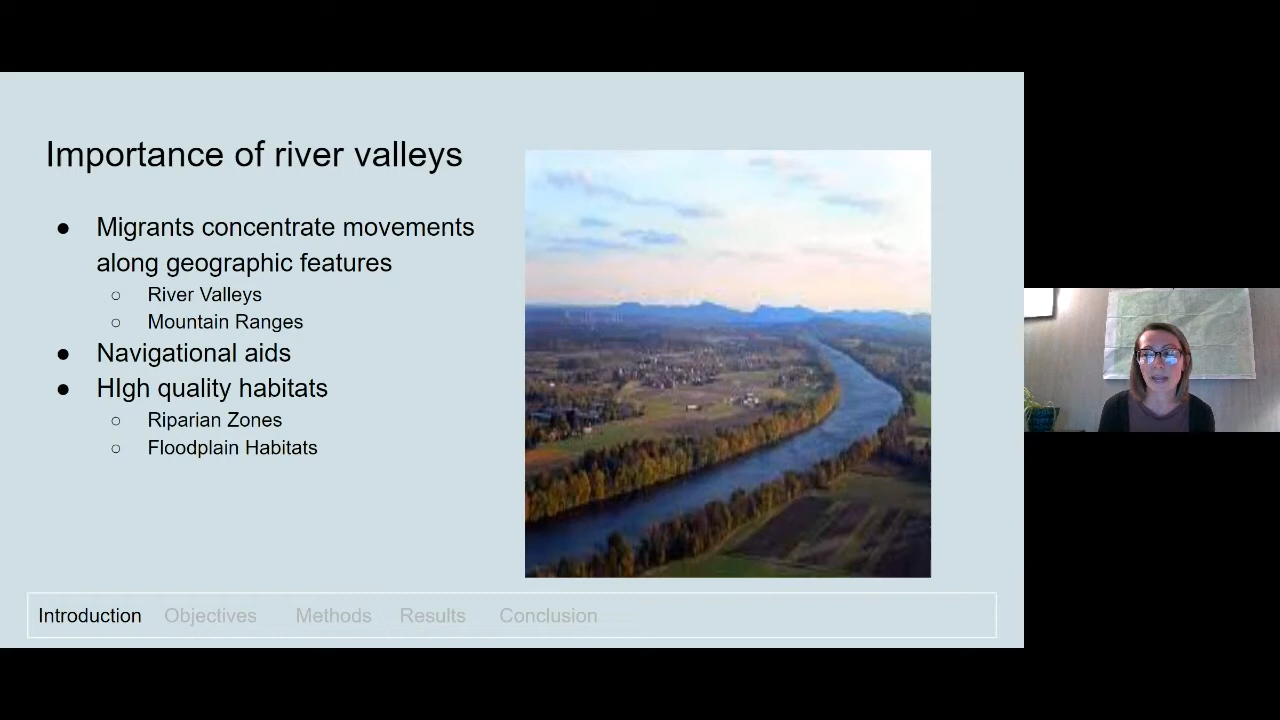 Importance of river valleys
● Migrants concentrate movements
along geographic features
○ River Valleys
○ Mountain Ranges
● Navigational aids
● HIgh quality habitats
○ Riparian Zones
○ Floodplain Habitats
Introduction Objectives Methods Results Conclusion